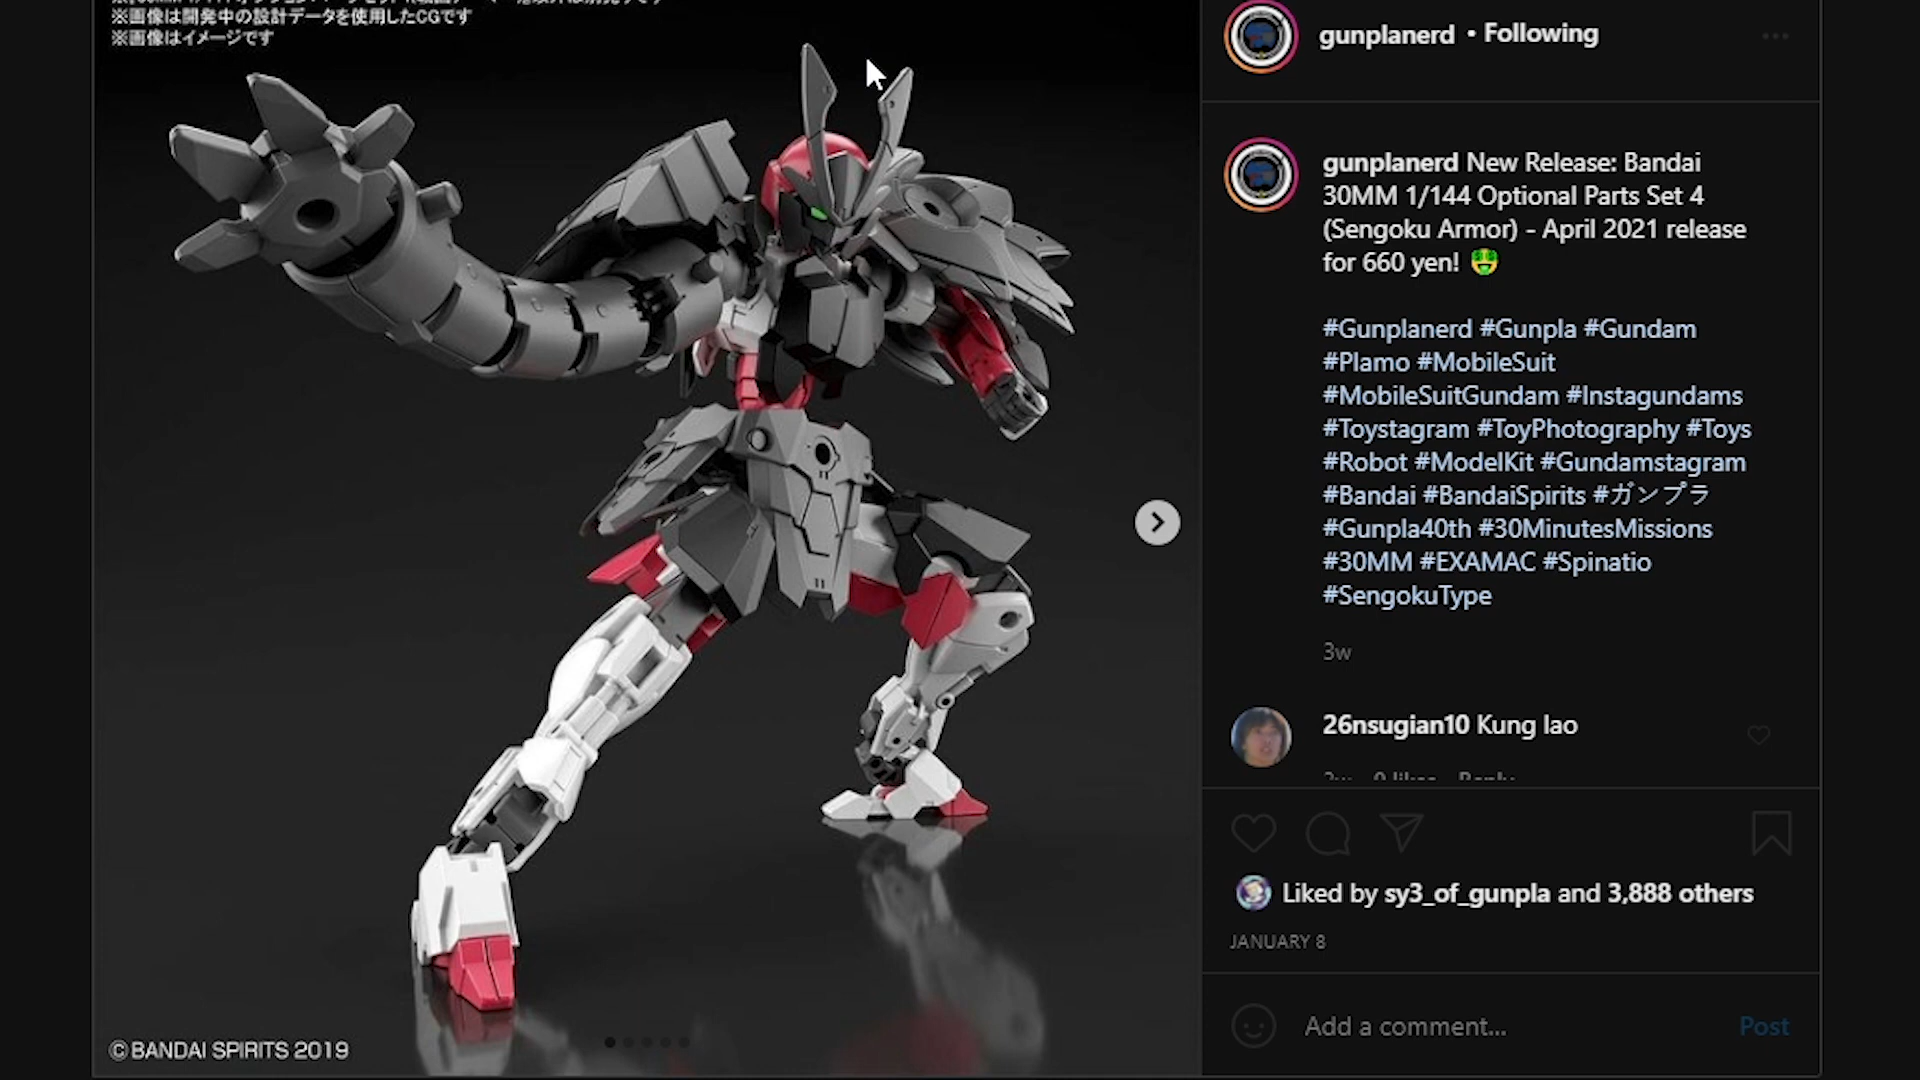 ※画像は開発中の設計データを使用したCGです
※画像はイメージです
©BANDAI SPIRITS 2019
gunplanerd • Following
gunplanerd New Release: Bandai
30MM 1/144 Optional Parts Set 4
(Sengoku Armor) - April 2021 release
for 660 yen! 🤑
#Gunplanerd #Gunpla #Gundam
#Plamo #MobileSuit
#MobileSuitGundam #Instagundams
#Toystagram #ToyPhotography #Toys
#Robot #ModelKit #Gundamstagram
#Bandai #BandaiSpirits #ガンプラ
#Gunpla40th #30MinutesMissions
#30MM #EXAMAC #Spinatio
#SengokuType
3w
26nsugian10 Kung lao
Liked by sy3_of_gunpla and 3,888 others
JANUARY 8
Add a comment... Post